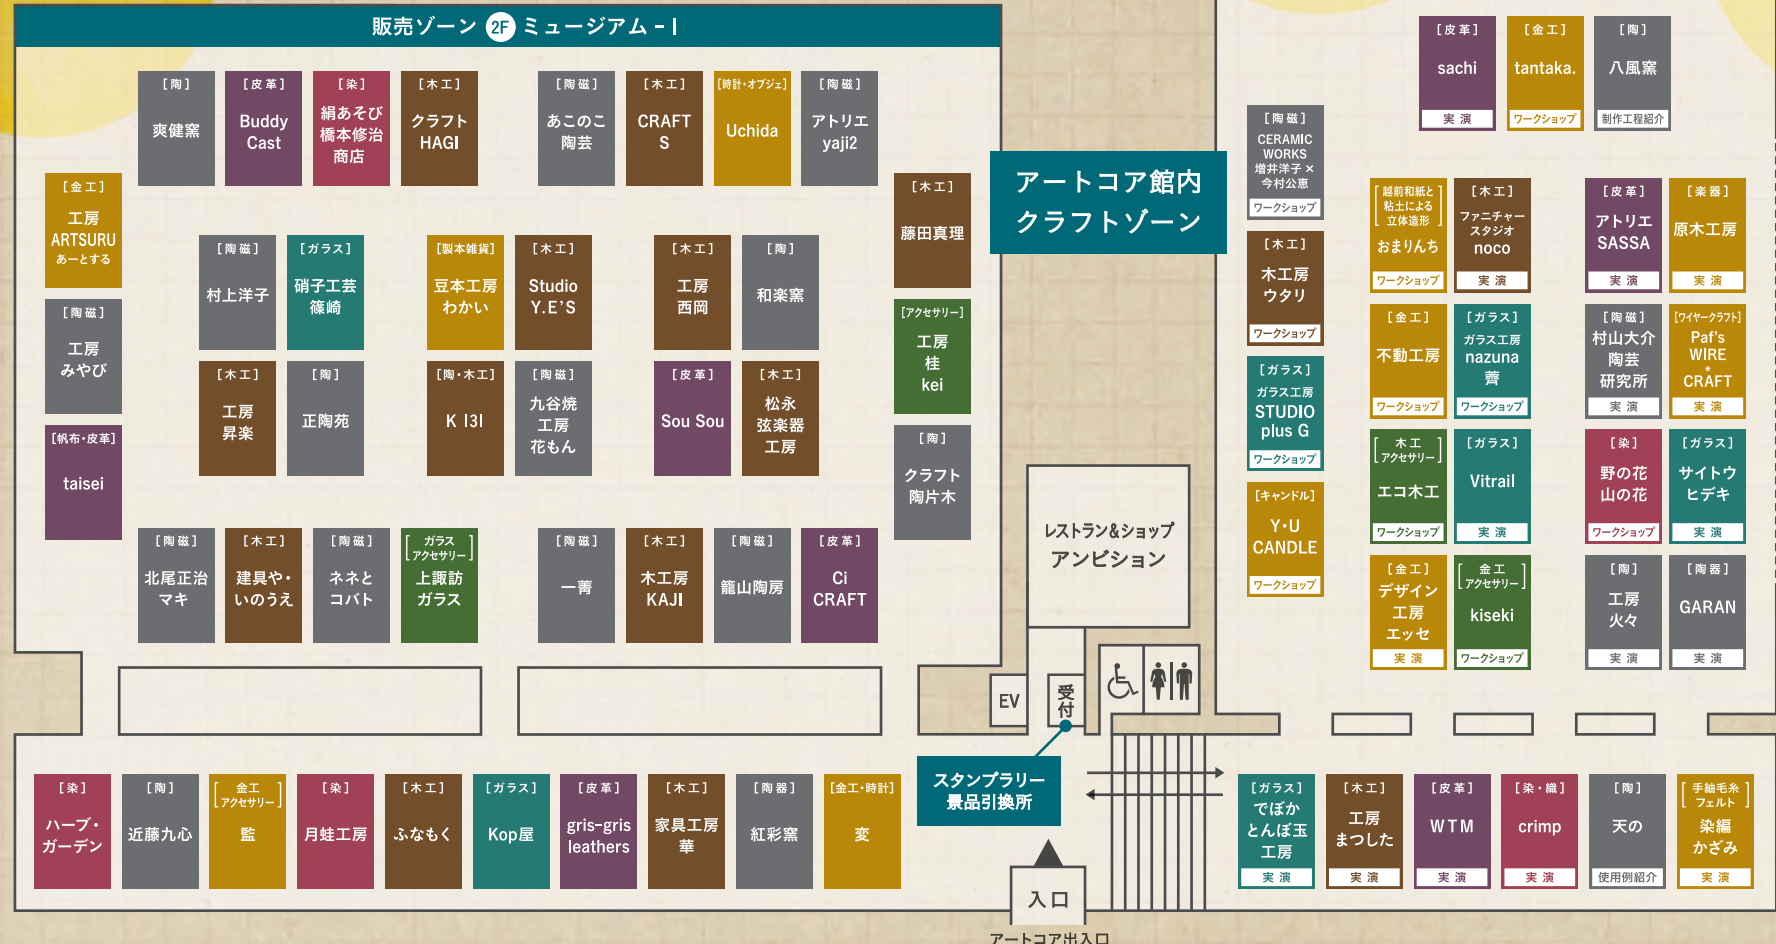 販売ゾーン 2F ミュージアム - I
[陶]
爽健窯
[皮革]
Buddy
Cast
[染]
絹あそび
橋本修治
商店
[木工]
クラフト
HAGI
[陶磁]
あこのこ
陶芸
[木工]
CRAFT
S
[時計・オブジェ]
Uchida
[陶磁]
アトリエ
yaji2
[金工]
工房
ARTSURU
あーとする
[陶磁]
工房
みやび
[帆布・皮革]
taisei
[陶磁]
村上洋子
[ガラス]
硝子工芸
篠崎
[製本雑貨]
豆本工房
わかい
[木工]
Studio
Y.E'S
[木工]
工房
西岡
[陶]
和楽窯
[木工]
工房
昇楽
[陶]
正陶苑
[陶・木工]
K 131
[陶磁]
九谷焼
工房
花もん
[皮革]
Sou Sou
[木工]
松永
弦楽器
工房
[木工]
藤田真理
[アクセサリー]
工房
桂
kei
[陶]
クラフト
陶片木
[陶磁]
北尾正治
マキ
[木工]
建具や・
いのうえ
[陶磁]
ネネと
コバト
[ガラス
アクセサリー]
上諏訪
ガラス
[陶磁]
一菁
[木工]
木工房
KAJI
[陶磁]
籠山陶房
[皮革]
Ci
CRAFT
[染]
ハーブ・
ガーデン
[陶]
近藤九心
[金工
アクセサリー]
監
[染]
月蛙工房
[木工]
ふなもく
[ガラス]
Kop屋
[皮革]
gris-gris
leathers
[木工]
家具工房
華
[陶器]
紅彩窯
[金工・時計]
変
アートコア館内
クラフトゾーン
レストラン&ショップ
アンビション
EV
受付
スタンプラリー
景品引換所
入口
アートコア出入口
[皮革]
sachi
実演
[金工]
tantaka.
ワークショップ
[陶]
八風窯
制作工程紹介
[陶磁]
CERAMIC
WORKS
増井洋子×
今村公恵
ワークショップ
[木工]
木工房
ウタリ
ワークショップ
[ガラス]
ガラス工房
STUDIO
plus G
ワークショップ
[キャンドル]
Y・U
CANDLE
ワークショップ
[越前和紙と
粘土による
立体造形]
おまりんち
ワークショップ
[木工]
ファニチャー
スタジオ
noco
実演
[皮革]
アトリエ
SASSA
実演
[楽器]
原木工房
実演
[金工]
不動工房
ワークショップ
[ガラス]
ガラス工房
nazuna
薺
ワークショップ
[陶磁]
村山大介
陶芸
研究所
実演
[ワイヤークラフト]
Paf's
WIRE
*
CRAFT
実演
[木工
アクセサリー]
エコ木工
ワークショップ
[ガラス]
Vitrail
実演
[染]
野の花
山の花
ワークショップ
[ガラス]
サイトウ
ヒデキ
実演
[金工]
デザイン
工房
エッセ
実演
[金工
アクセサリー]
kiseki
ワークショップ
[陶]
工房
火々
実演
[陶器]
GARAN
実演
[ガラス]
でぼか
とんぼ玉
工房
実演
[木工]
工房
まつした
実演
[皮革]
WTM
実演
[染・織]
crimp
実演
[陶]
天の
使用例紹介
[手紬毛糸
フェルト]
染編
かざみ
実演